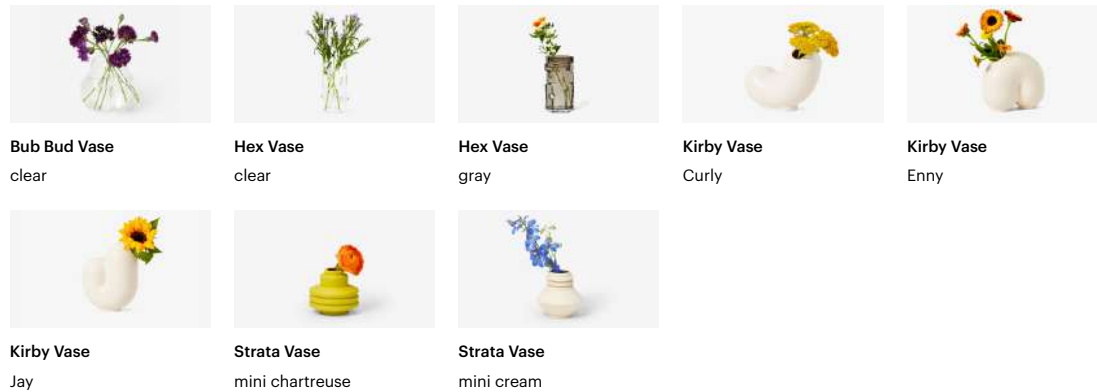 Bub Bud Vase
clear
Hex Vase
clear
Hex Vase
gray
Kirby Vase
Curly
Kirby Vase
Enny
Kirby Vase
Jay
Strata Vase
mini chartreuse
Strata Vase
mini cream